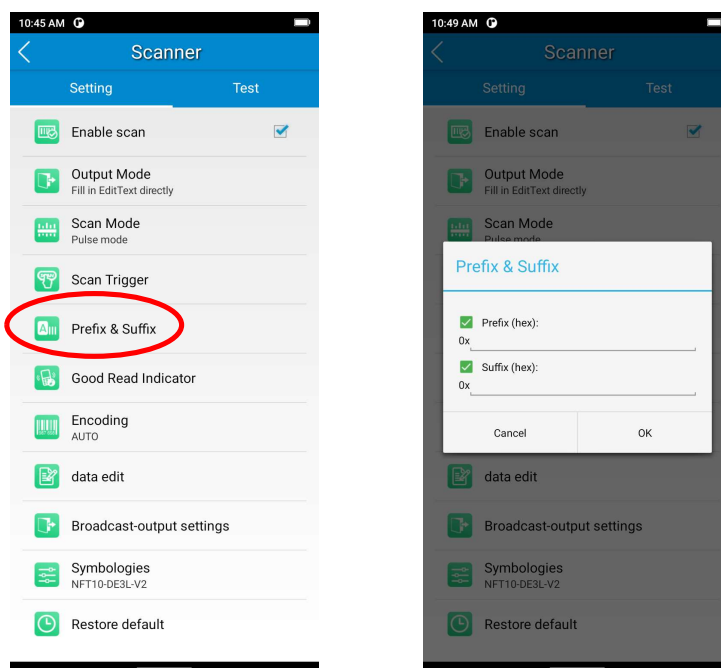 10:45 AM
Scanner
Setting Test
Enable scan
Output Mode
Fill in EditText directly
Scan Mode
Pulse mode
Scan Trigger
Prefix & Suffix
Good Read Indicator
Encoding
AUTO
data edit
Broadcast-output settings
Symbologies
NFT10-DE3L-V2
Restore default
10:49 AM
Scanner
Setting Test
Enable scan
Output Mode
Fill in EditText directly
Scan Mode
Pulse mode
Prefix & Suffix
Prefix (hex):
0x
Suffix (hex):
0x
Cancel OK
data edit
Broadcast-output settings
Symbologies
NFT10-DE3L-V2
Restore default